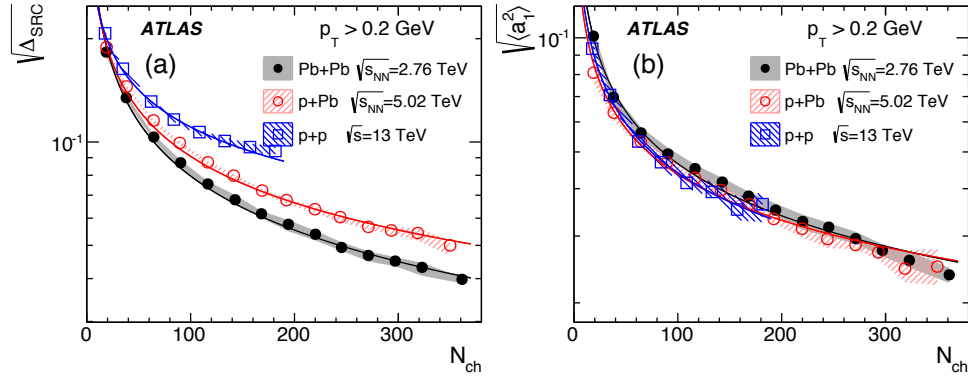 √Δ_SRC
ATLAS
p_T > 0.2 GeV
(a)
Pb+Pb √s_NN=2.76 TeV
p+Pb √s_NN=5.02 TeV
p+p √s=13 TeV
10⁻¹
0 100 200 300
N_ch
√⟨a₁²⟩
ATLAS
p_T > 0.2 GeV
(b)
Pb+Pb √s_NN=2.76 TeV
p+Pb √s_NN=5.02 TeV
p+p √s=13 TeV
10⁻¹
0 100 200 300
N_ch